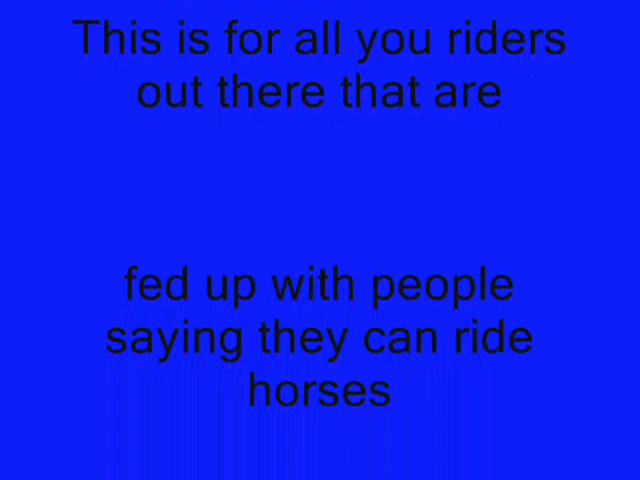 This is for all you riders
out there that are
fed up with people
saying they can ride
horses